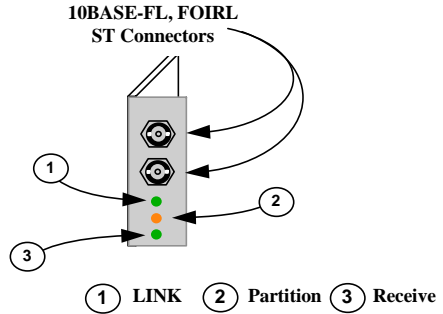 10BASE-FL, FOIRL
ST Connectors
1
2
3
1 LINK 2 Partition 3 Receive